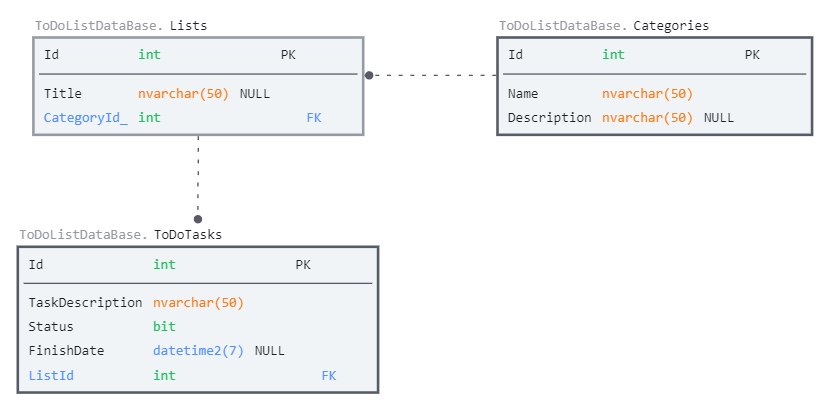 ToDoListDataBase. Lists
Id int PK
Title nvarchar(50) NULL
CategoryId_ int FK
ToDoListDataBase. Categories
Id int PK
Name nvarchar(50)
Description nvarchar(50) NULL
ToDoListDataBase. ToDoTasks
Id int PK
TaskDescription nvarchar(50)
Status bit
FinishDate datetime2(7) NULL
ListId int FK